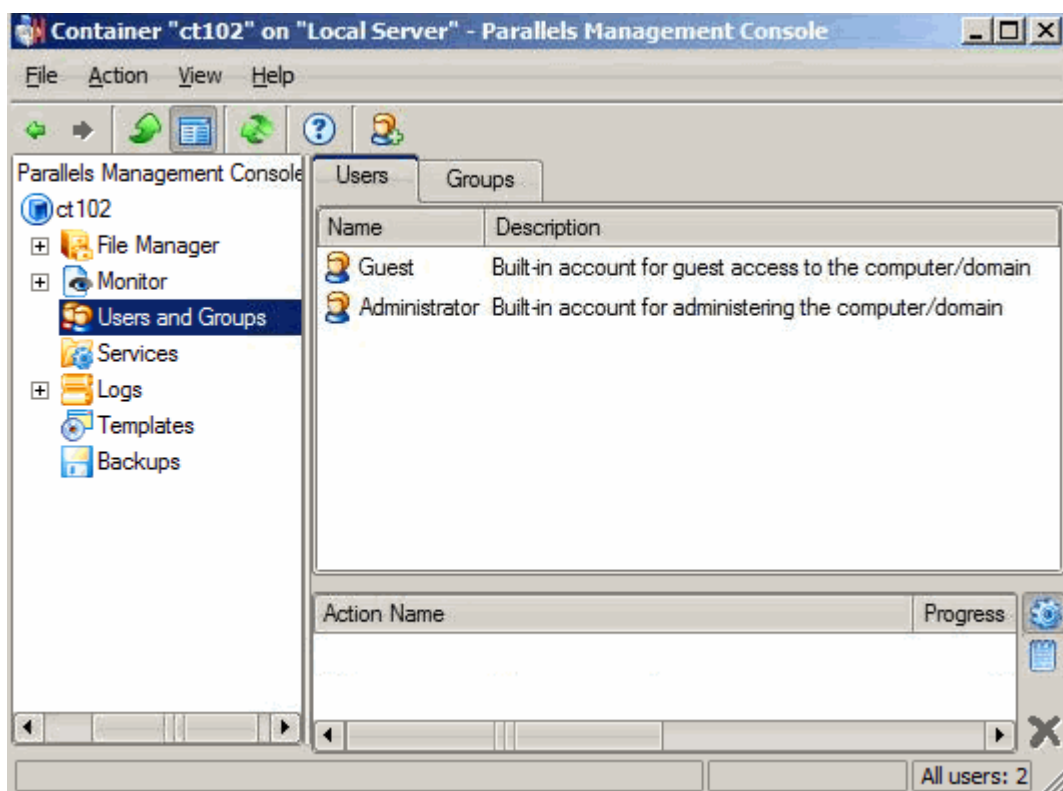 Container "ct102" on "Local Server" - Parallels Management Console
File Action View Help
Parallels Management Console
ct102
File Manager
Monitor
Users and Groups
Services
Logs
Templates
Backups
Users Groups
Name Description
Guest Built-in account for guest access to the computer/domain
Administrator Built-in account for administering the computer/domain
Action Name Progress
All users: 2